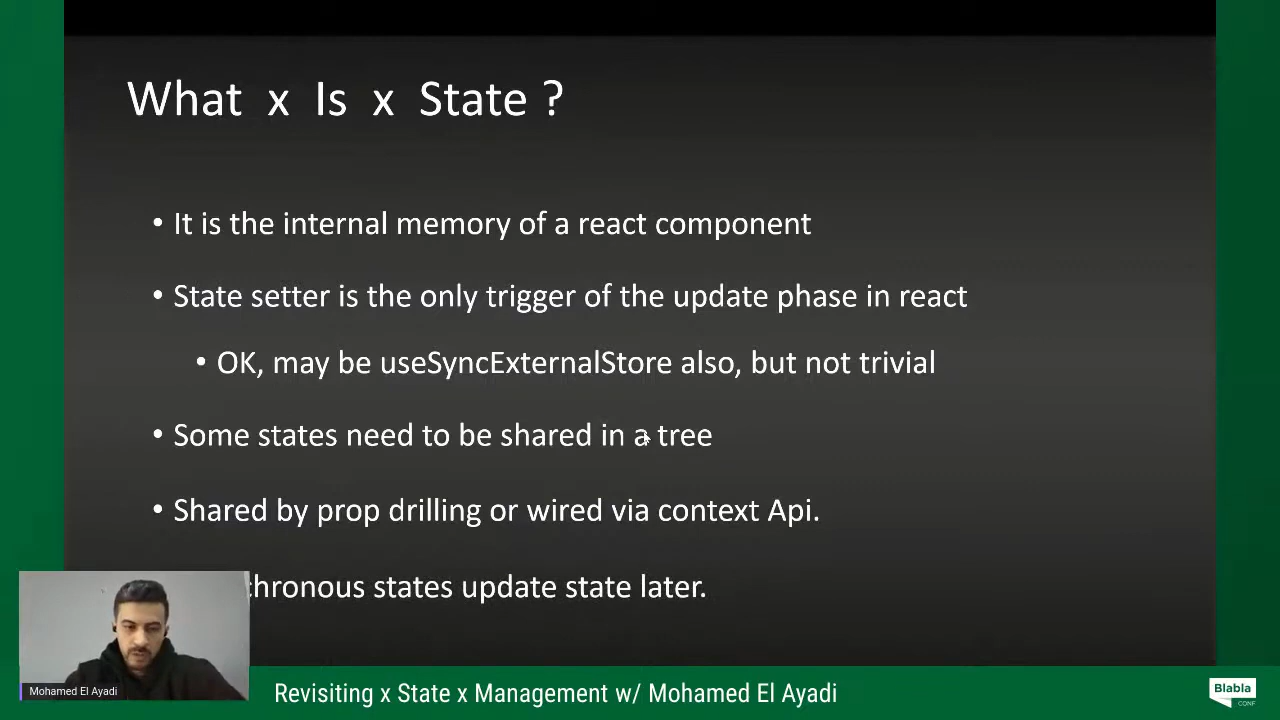 What x Is x State ?
• It is the internal memory of a react component
• State setter is the only trigger of the update phase in react
• OK, may be useSyncExternalStore also, but not trivial
• Some states need to be shared in a tree
• Shared by prop drilling or wired via context Api.
states update state later.
Mohamed El Ayadi
Revisiting x State x Management w/ Mohamed El Ayadi
Blabla
CONF